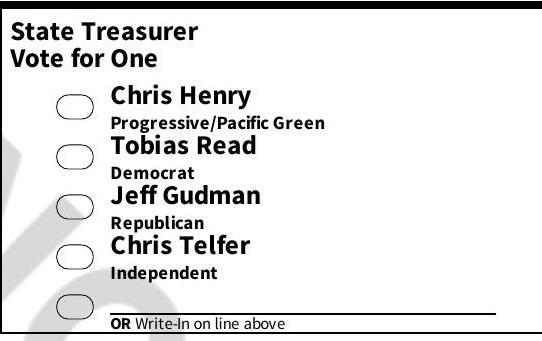 State Treasurer
Vote for One
Chris Henry
Progressive/Pacific Green
Tobias Read
Democrat
Jeff Gudman
Republican
Chris Telfer
Independent
OR Write-In on line above